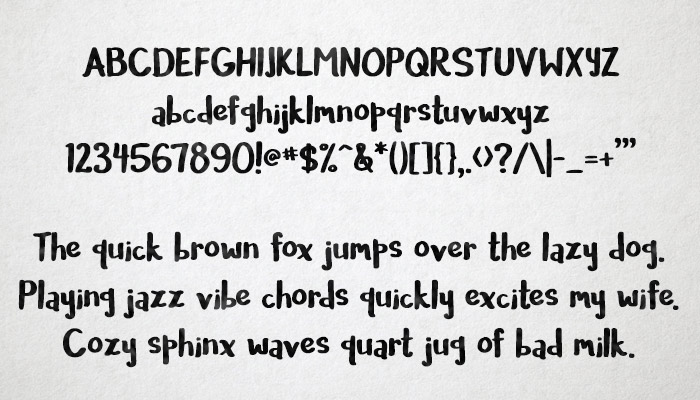 ABCDEFGHIJKLMNOPQRSTUVWXYZ
abcdefghijklmnopqrstuvwxyz
1234567890!@#$%^&*()[]{},.<>?/\|-_=+"'
The quick brown fox jumps over the lazy dog.
Playing jazz vibe chords quickly excites my wife.
Cozy sphinx waves quart jug of bad milk.